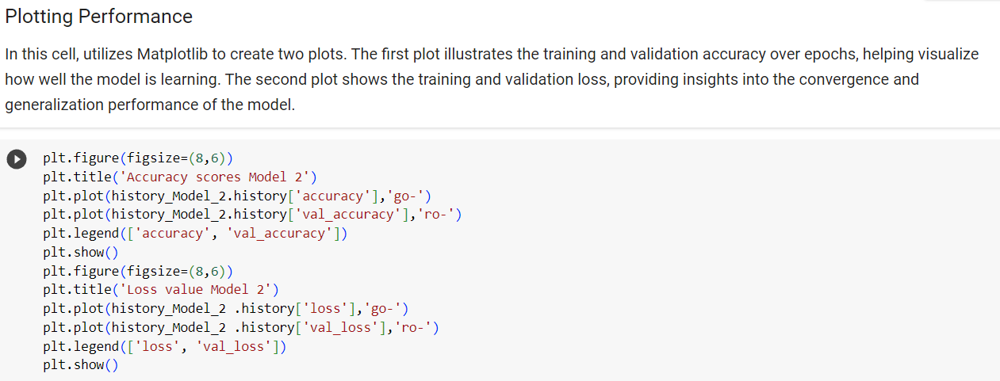 Plotting Performance
In this cell, utilizes Matplotlib to create two plots. The first plot illustrates the training and validation accuracy over epochs, helping visualize
how well the model is learning. The second plot shows the training and validation loss, providing insights into the convergence and
generalization performance of the model.
plt.figure(figsize=(8,6))
plt.title('Accuracy scores Model 2')
plt.plot(history_Model_2.history['accuracy'],'go-')
plt.plot(history_Model_2.history['val_accuracy'],'ro-')
plt.legend(['accuracy', 'val_accuracy'])
plt.show()
plt.figure(figsize=(8,6))
plt.title('Loss value Model 2')
plt.plot(history_Model_2 .history['loss'],'go-')
plt.plot(history_Model_2 .history['val_loss'],'ro-')
plt.legend(['loss', 'val_loss'])
plt.show()